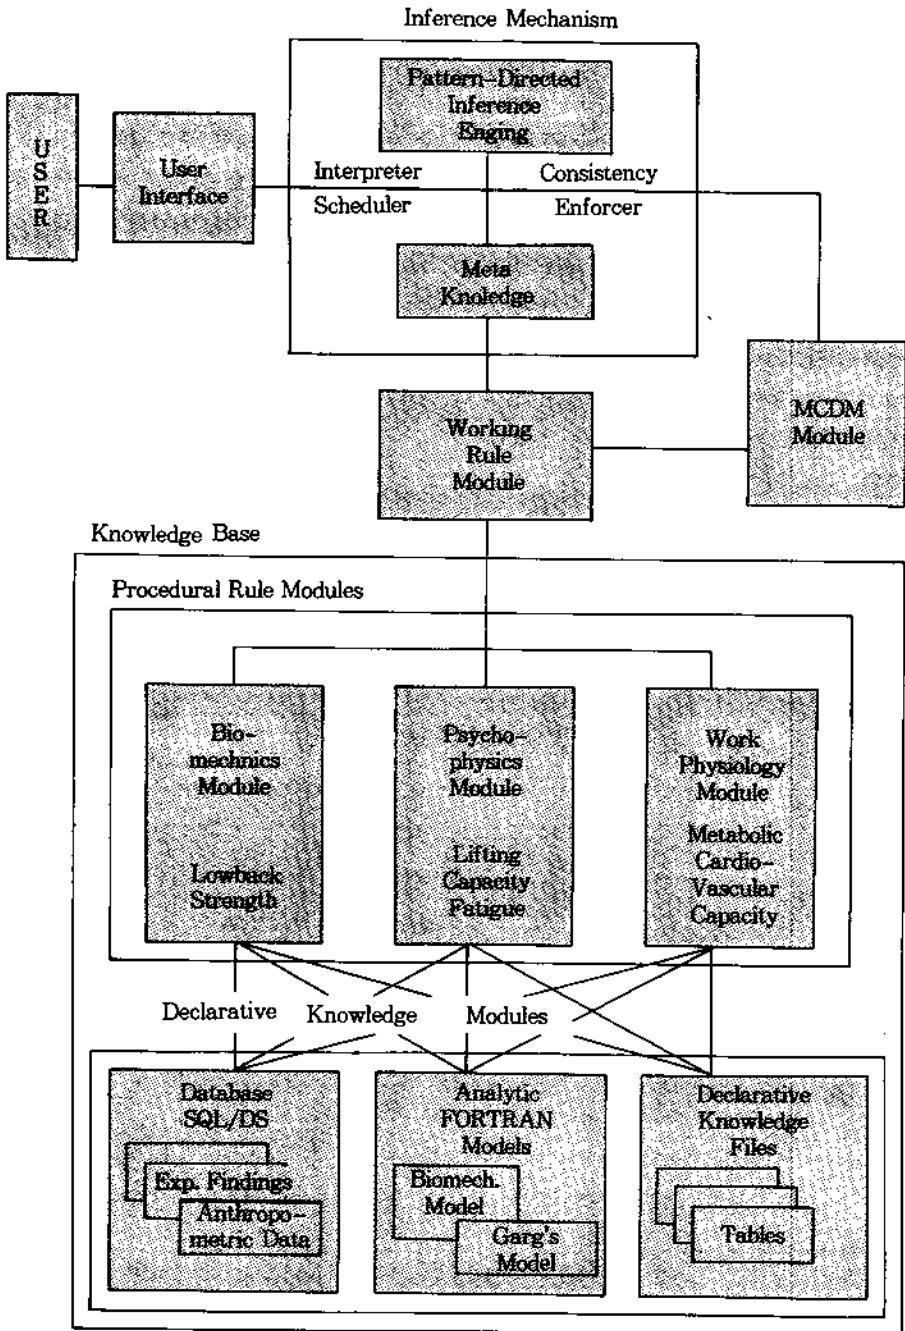 Inference Mechanism
Pattern-Directed
Inference
Enging
USER
User
Interface
Interpreter
Scheduler
Consistency
Enforcer
Meta
Knoledge
Working
Rule
Module
MCDM
Module
Knowledge Base
Procedural Rule Modules
Bio-
mechnics
Module
Lowback
Strength
Psycho-
physics
Module
Lifting
Capacity
Fatigue
Work
Physiology
Module
Metabolic
Cardio-
Vascular
Capacity
Declarative Knowledge Modules
Database
SQL/DS
Exp. Findings
Anthropo-
metric Data
Analytic
FORTRAN
Models
Biomech.
Model
Garg's
Model
Declarative
Knowledge
Files
Tables